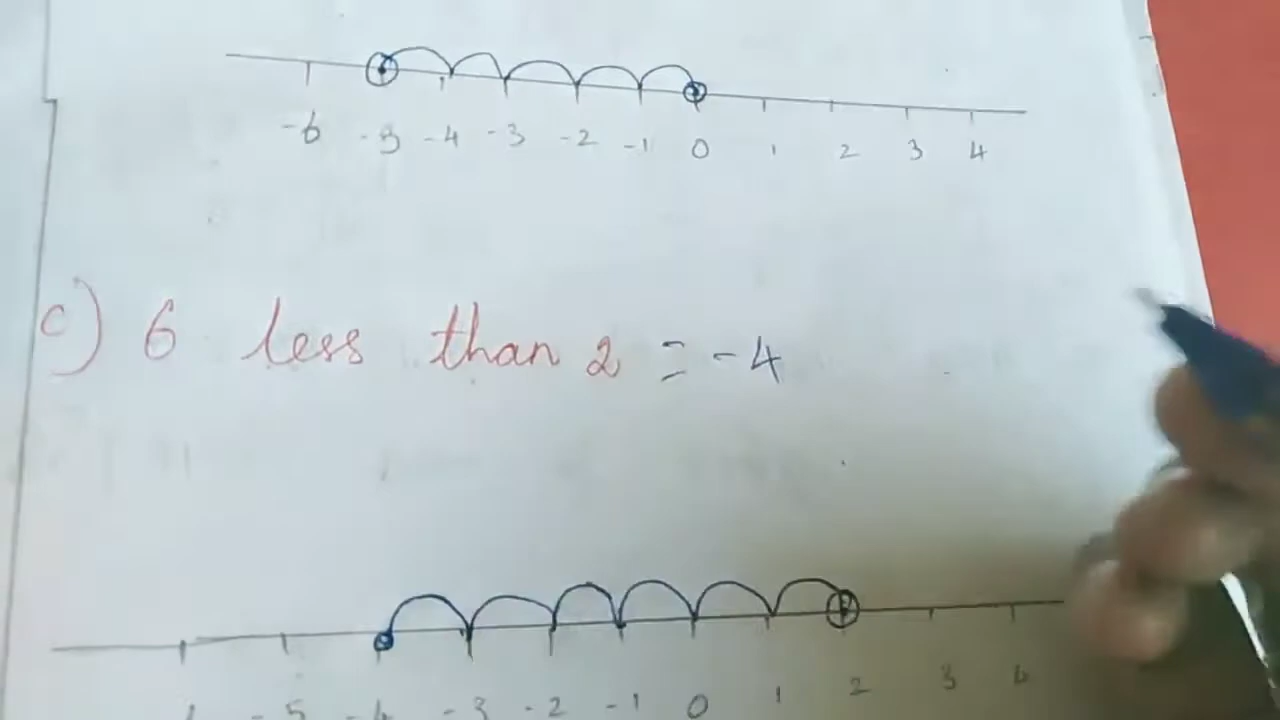 -6 -5 -4 -3 -2 -1 0 1 2 3 4
c) 6 less than 2 = -4
-5 -4 -3 -2 -1 0 1 2 3